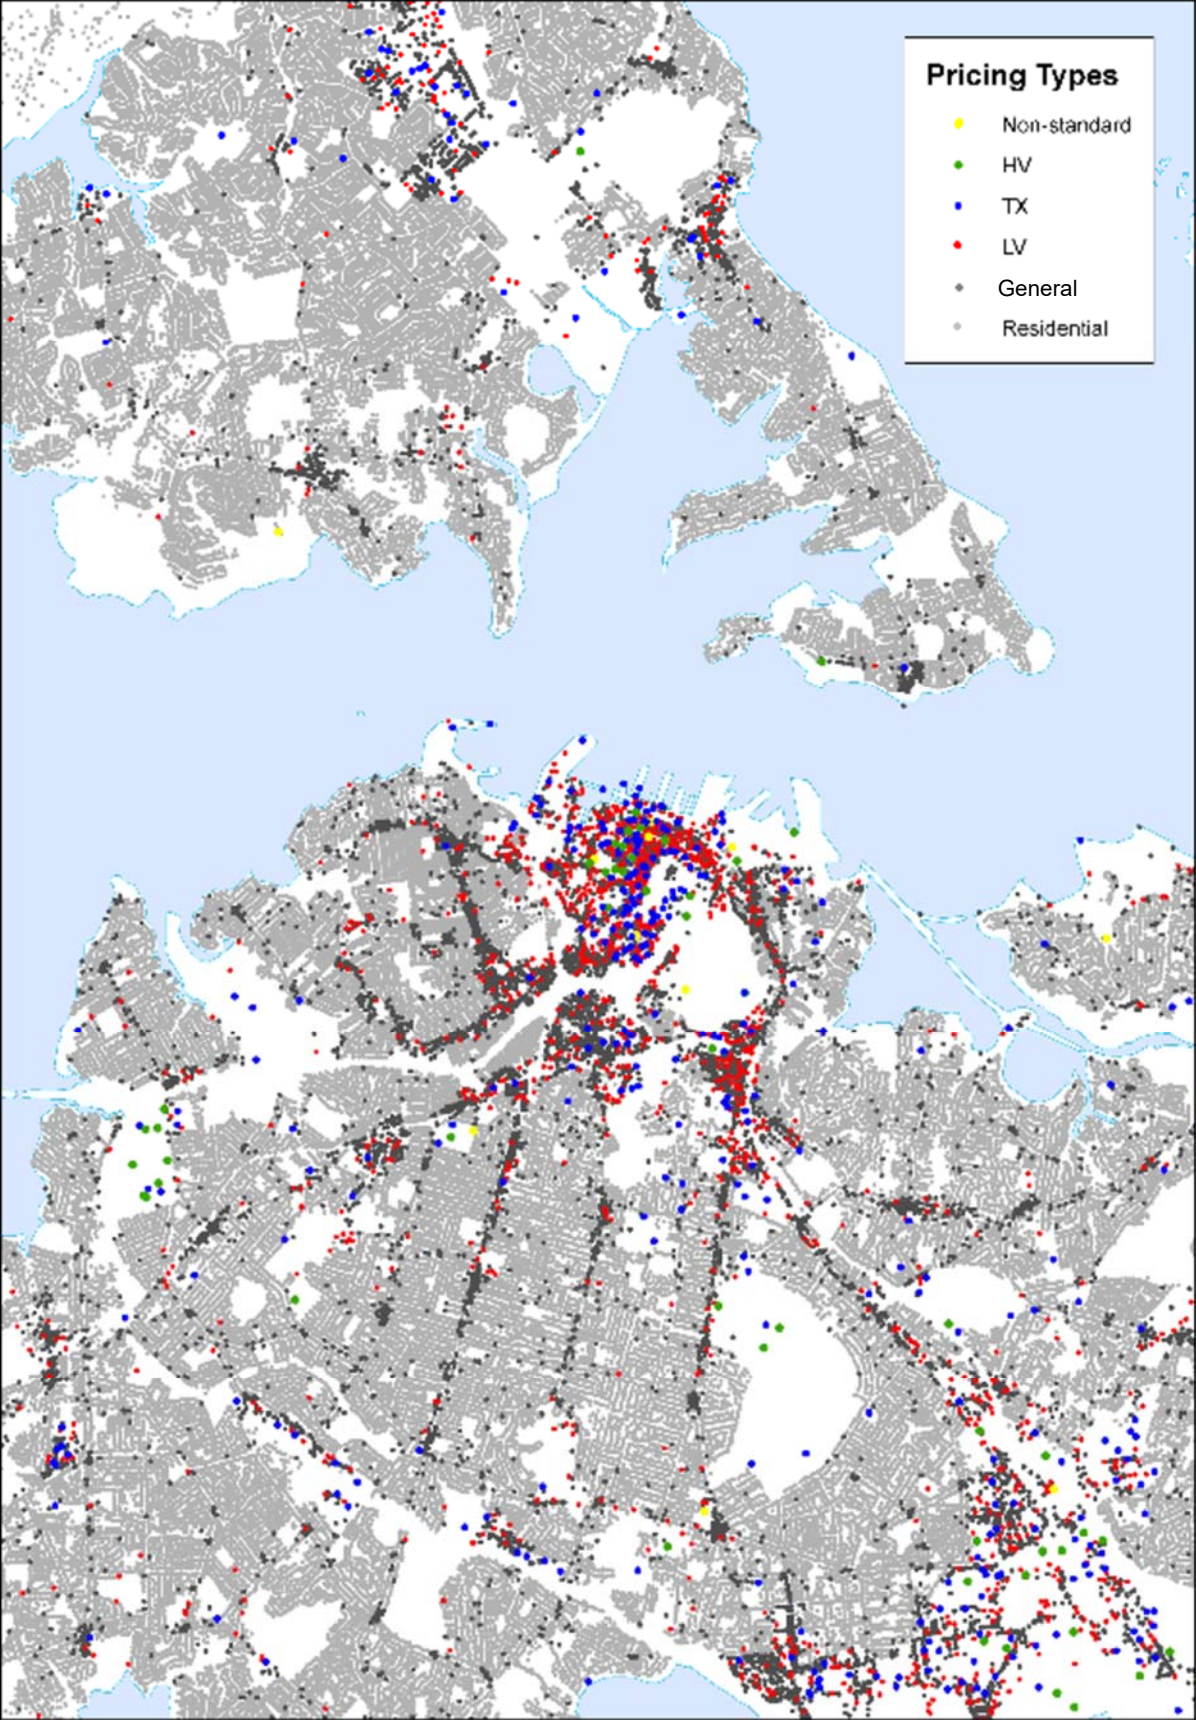 Pricing Types
Non-standard
HV
TX
LV
General
Residential